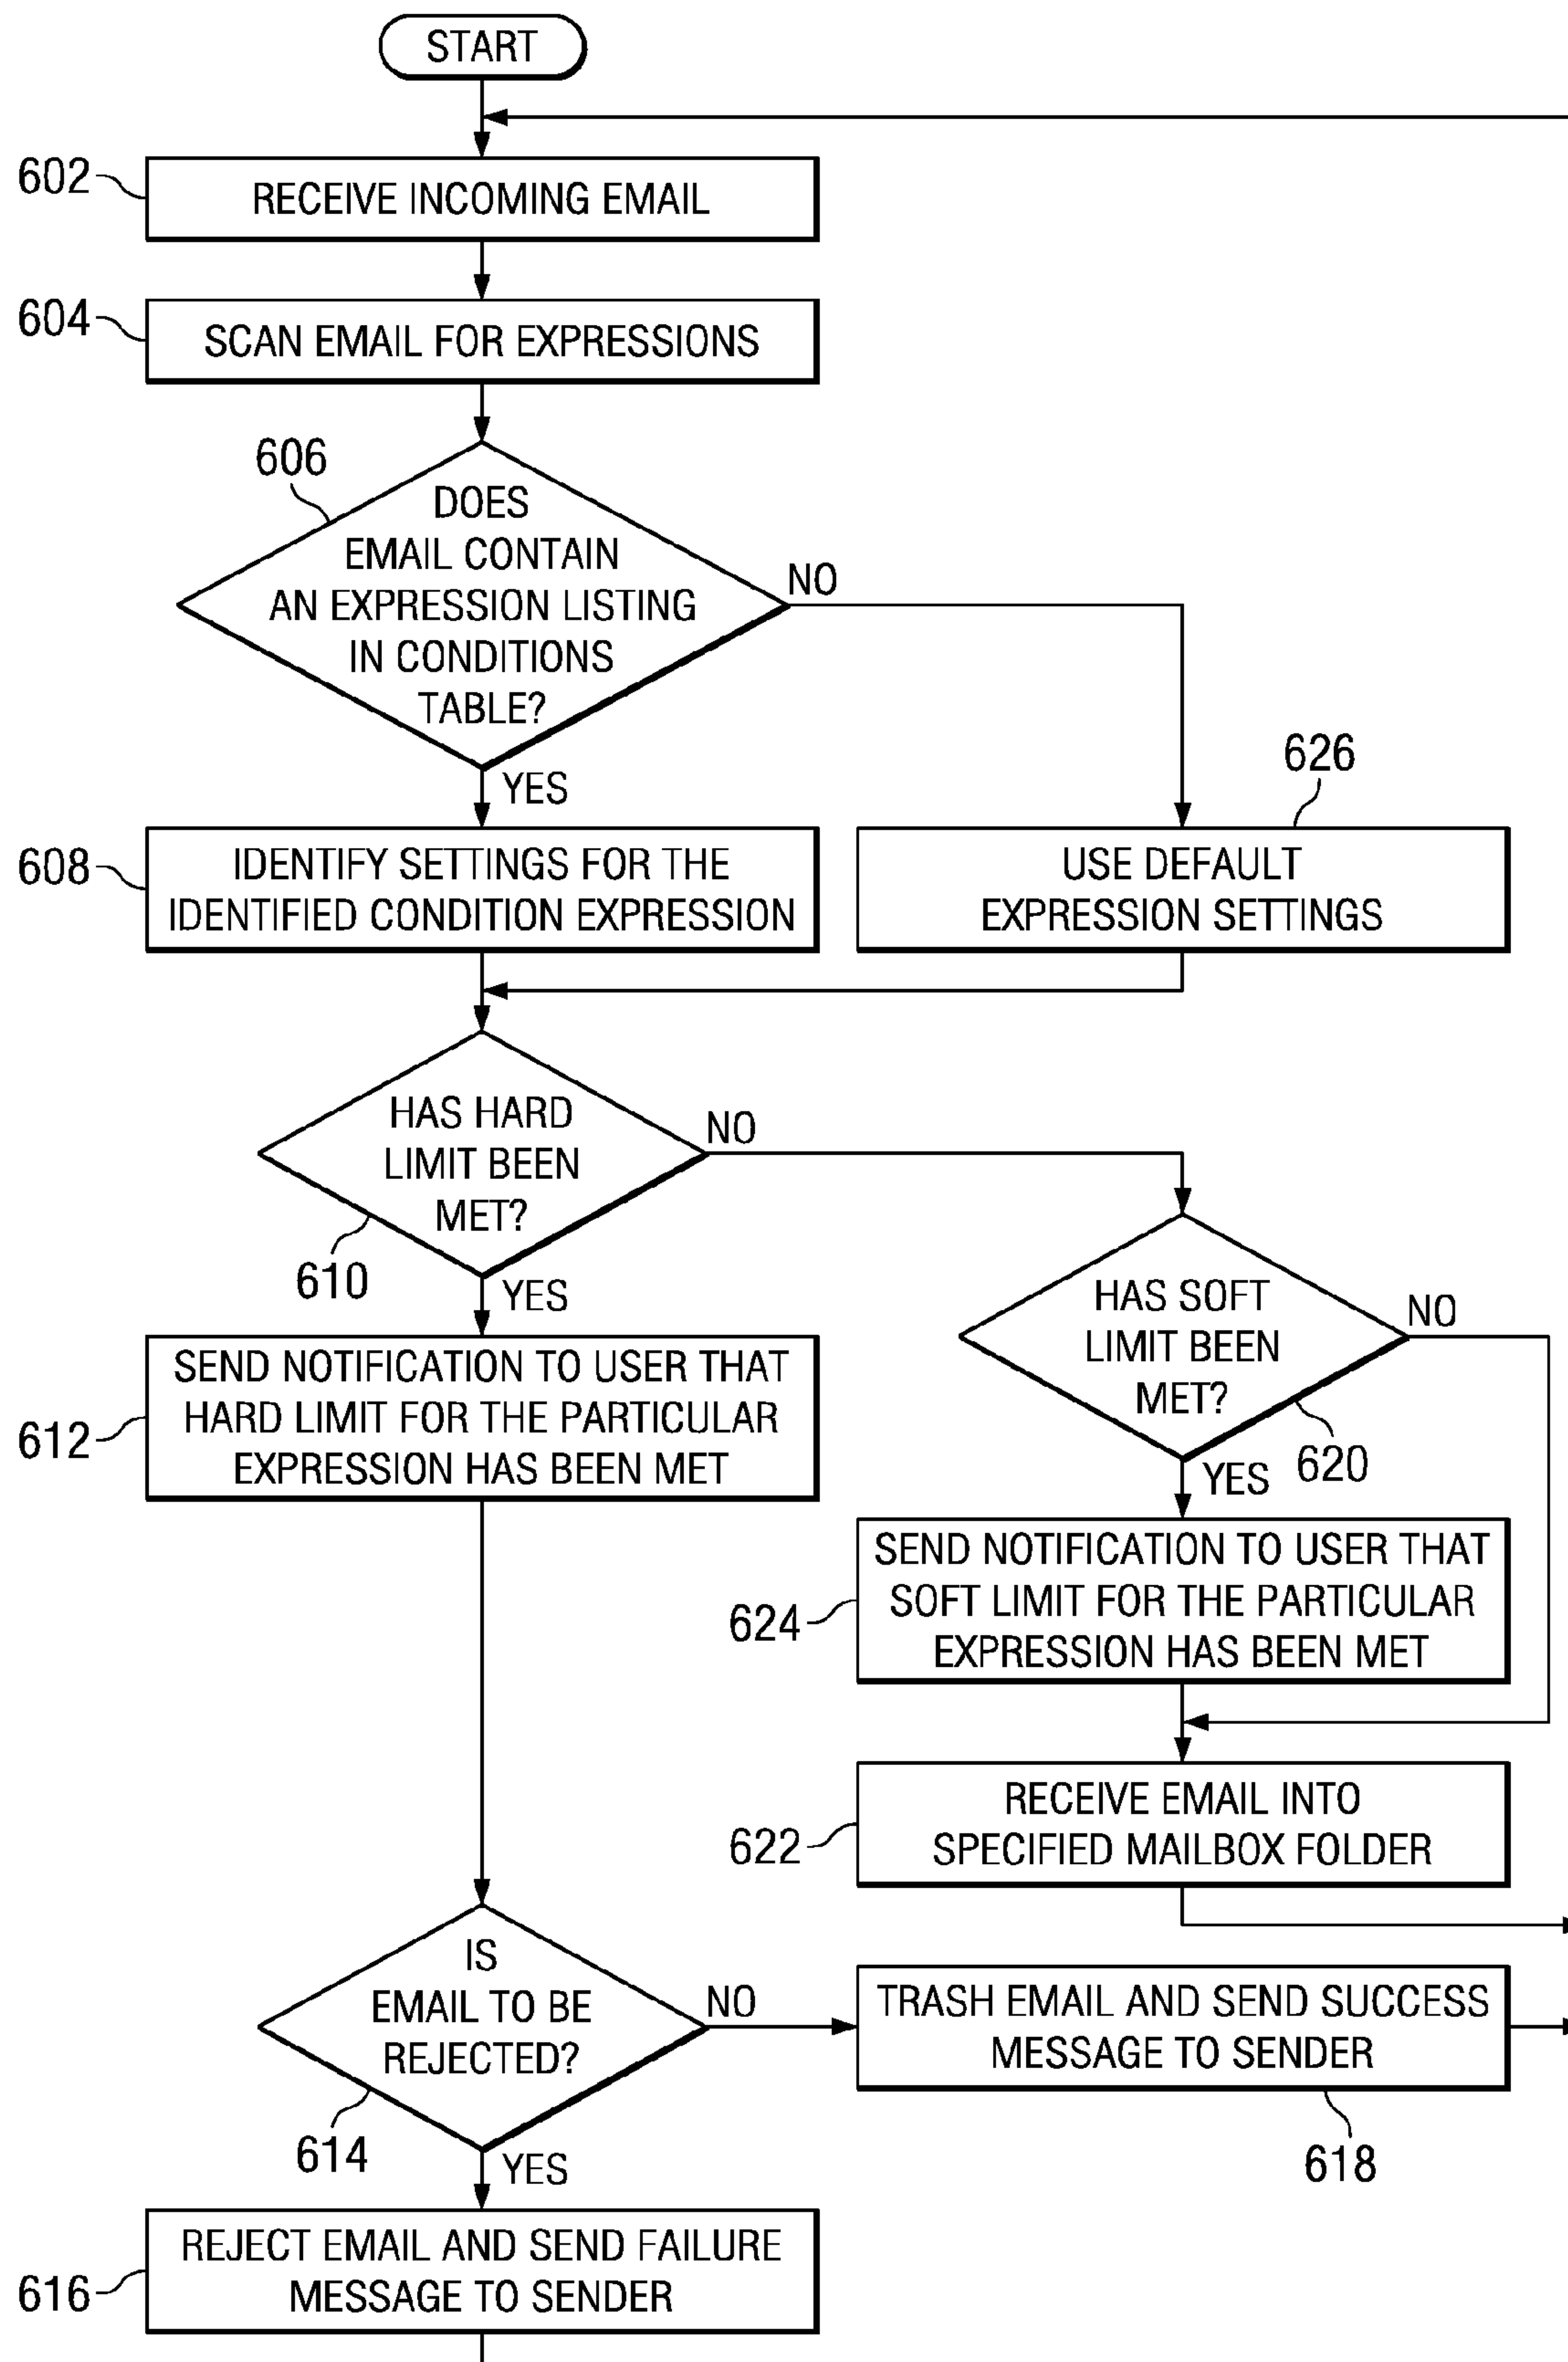 START
602
RECEIVE INCOMING EMAIL
604
SCAN EMAIL FOR EXPRESSIONS
606
DOES
EMAIL CONTAIN
AN EXPRESSION LISTING
IN CONDITIONS
TABLE?
NO
YES
626
608
IDENTIFY SETTINGS FOR THE
IDENTIFIED CONDITION EXPRESSION
USE DEFAULT
EXPRESSION SETTINGS
HAS HARD
LIMIT BEEN
MET?
NO
610
YES
HAS SOFT
LIMIT BEEN
MET?
NO
620
YES
612
SEND NOTIFICATION TO USER THAT
HARD LIMIT FOR THE PARTICULAR
EXPRESSION HAS BEEN MET
624
SEND NOTIFICATION TO USER THAT
SOFT LIMIT FOR THE PARTICULAR
EXPRESSION HAS BEEN MET
622
RECEIVE EMAIL INTO
SPECIFIED MAILBOX FOLDER
IS
EMAIL TO BE
REJECTED?
NO
614
YES
TRASH EMAIL AND SEND SUCCESS
MESSAGE TO SENDER
618
616
REJECT EMAIL AND SEND FAILURE
MESSAGE TO SENDER